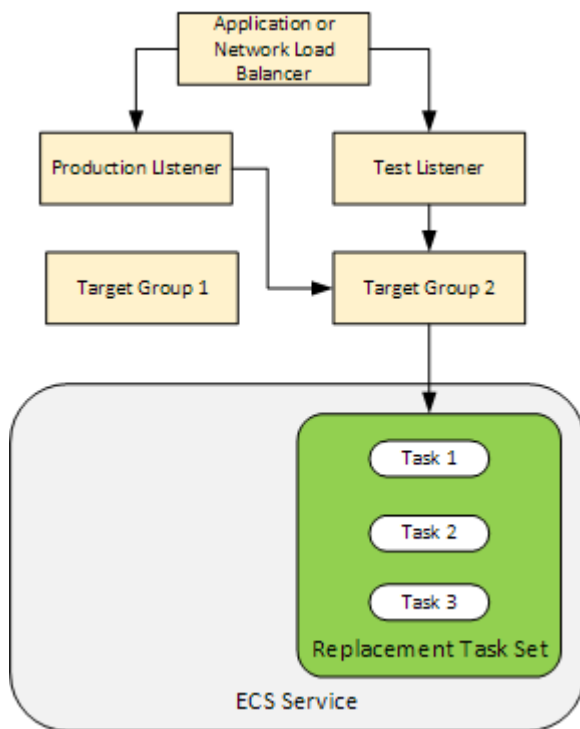 Application or
Network Load
Balancer
Production Listener
Test Listener
Target Group 1
Target Group 2
Task 1
Task 2
Task 3
Replacement Task Set
ECS Service